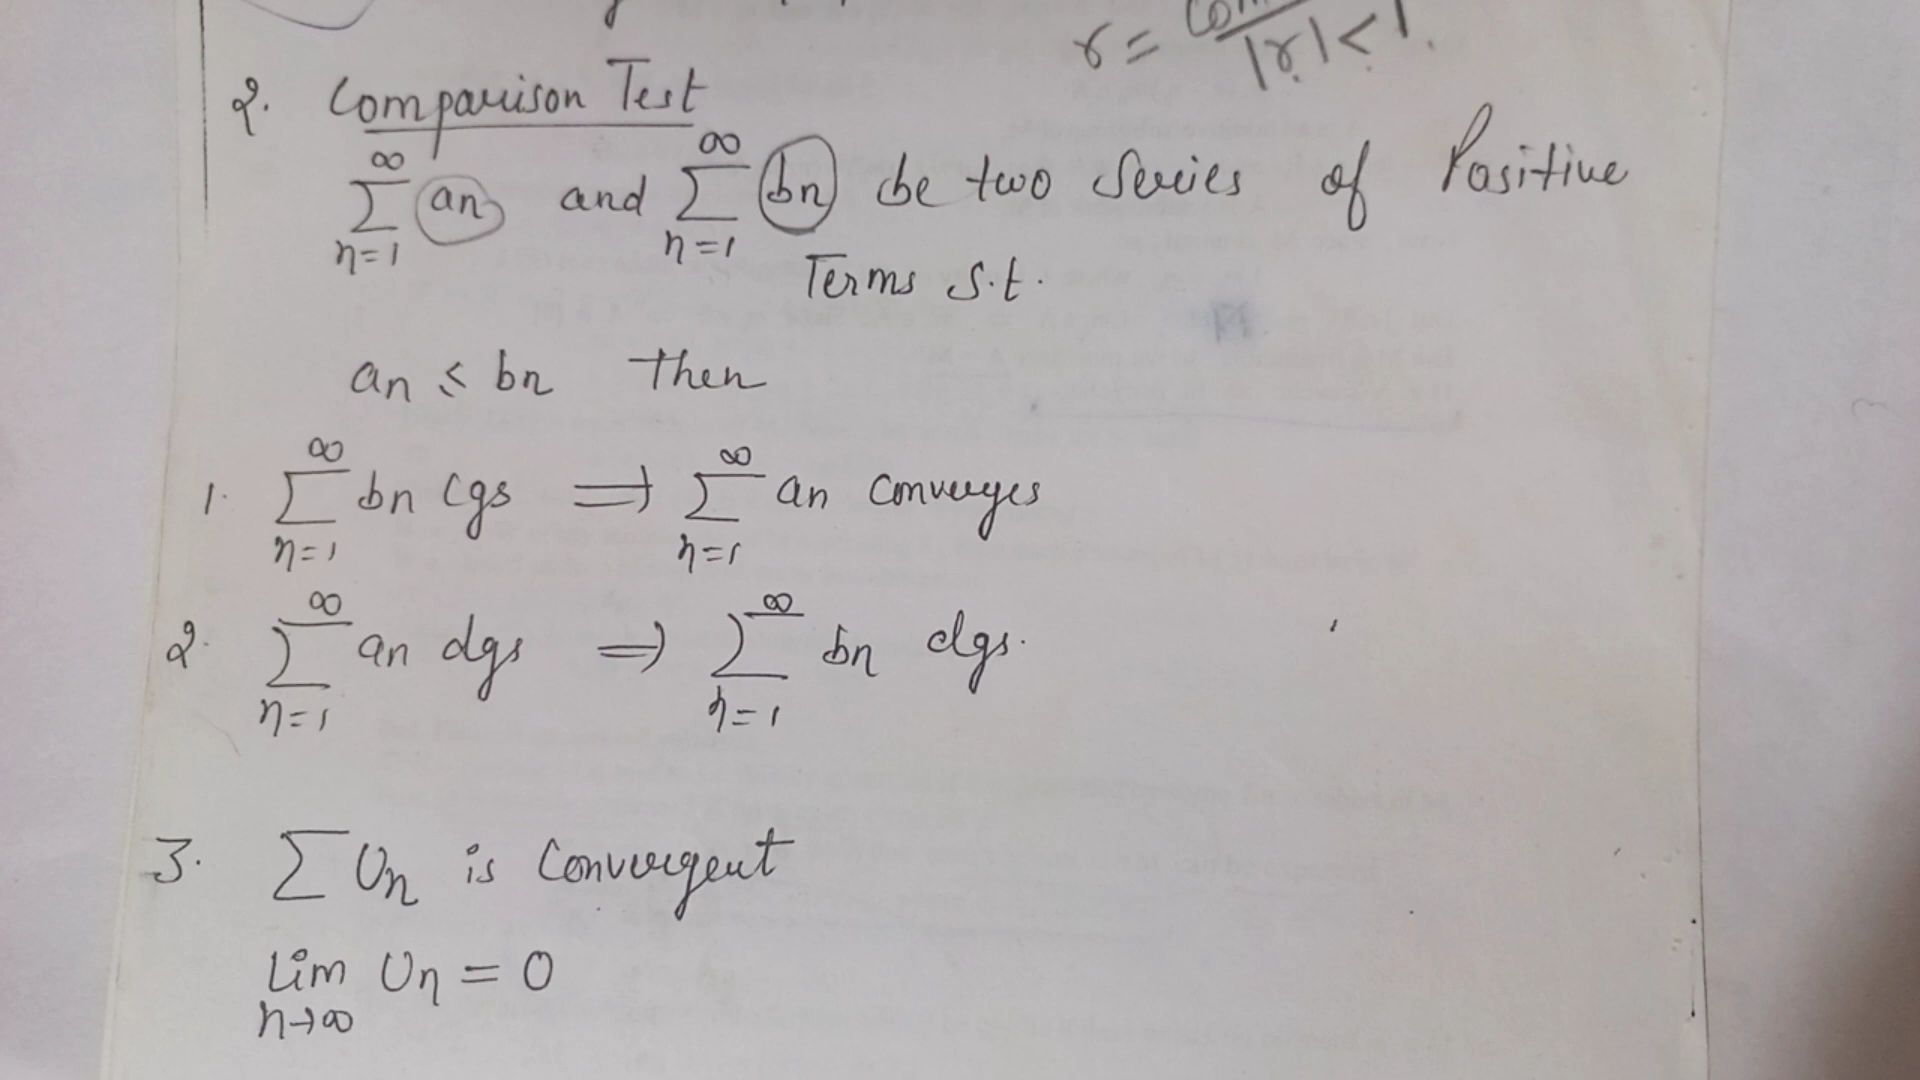 r = com
|r| < 1.
2. Comparison Test
∞ ∑ n=1 an and ∞ ∑ n=1 bn be two series of Positive
Terms s.t.
an ≤ bn then
1. ∞ ∑ n=1 bn cgs ⇒ ∞ ∑ n=1 an converges
2. ∞ ∑ n=1 an dgs ⇒ ∞ ∑ n=1 bn dgs.
3. ∑ Un is Convergent
Lim n→∞ Un = 0